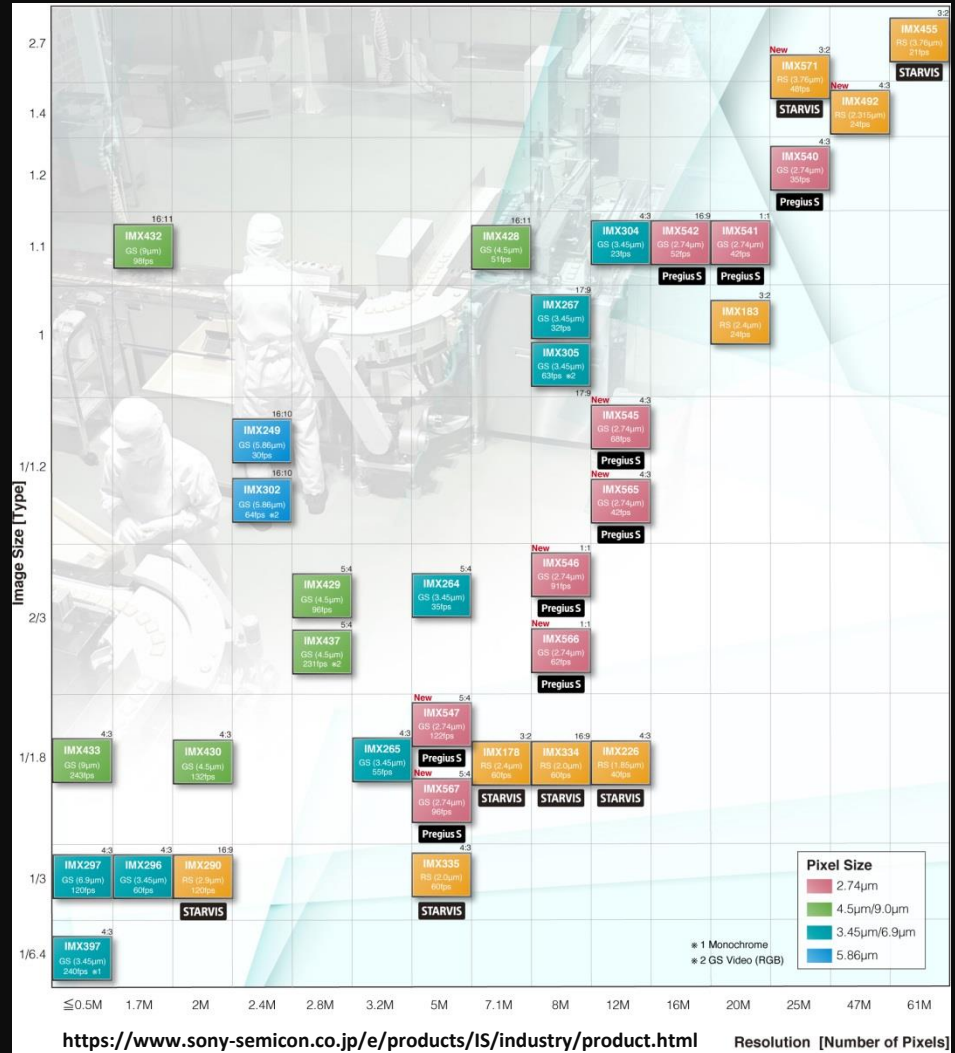 2.7
3:2
IMX455
RS (3.76μm)
21fps
STARVIS
New 3:2
IMX571
RS (3.76μm)
48fps
STARVIS
1.4
New 4:3
IMX492
RS (2.315μm)
24fps
1.2
4:3
IMX540
GS (2.74μm)
35fps
Pregius S
1.1
16:11
IMX432
GS (9μm)
98fps
16:11
IMX428
GS (4.5μm)
51fps
4:3
IMX304
GS (3.45μm)
23fps
16:9
IMX542
GS (2.74μm)
52fps
Pregius S
1:1
IMX541
GS (2.74μm)
42fps
Pregius S
1
17:9
IMX267
GS (3.45μm)
32fps
IMX305
GS (3.45μm)
63fps ※2
17:9
3:2
IMX183
RS (2.4μm)
24fps
Image Size [Type]
1/1.2
16:10
IMX249
GS (5.86μm)
30fps
16:10
IMX302
GS (5.86μm)
64fps ※2
New 4:3
IMX545
GS (2.74μm)
68fps
Pregius S
New 4:3
IMX565
GS (2.74μm)
42fps
Pregius S
2/3
5:4
IMX429
GS (4.5μm)
96fps
5:4
IMX437
GS (4.5μm)
231fps ※2
5:4
IMX264
GS (3.45μm)
35fps
New 1:1
IMX546
GS (2.74μm)
91fps
Pregius S
New 1:1
IMX566
GS (2.74μm)
62fps
Pregius S
1/1.8
4:3
IMX433
GS (9μm)
243fps
4:3
IMX430
GS (4.5μm)
132fps
4:3
IMX265
GS (3.45μm)
55fps
New 5:4
IMX547
GS (2.74μm)
122fps
Pregius S
New 5:4
IMX567
GS (2.74μm)
96fps
Pregius S
3:2
IMX178
RS (2.4μm)
60fps
STARVIS
16:9
IMX334
RS (2.0μm)
60fps
STARVIS
4:3
IMX226
RS (1.85μm)
40fps
STARVIS
1/3
4:3
IMX297
GS (6.9μm)
120fps
4:3
IMX296
GS (3.45μm)
60fps
16:9
IMX290
RS (2.9μm)
120fps
STARVIS
4:3
IMX335
RS (2.0μm)
60fps
STARVIS
1/6.4
4:3
IMX397
GS (3.45μm)
240fps ※1
※ 1 Monochrome
※ 2 GS Video (RGB)
Pixel Size
2.74μm
4.5μm/9.0μm
3.45μm/6.9μm
5.86μm
≦0.5M 1.7M 2M 2.4M 2.8M 3.2M 5M 7.1M 8M 12M 16M 20M 25M 47M 61M
https://www.sony-semicon.co.jp/e/products/IS/industry/product.html
Resolution [Number of Pixels]